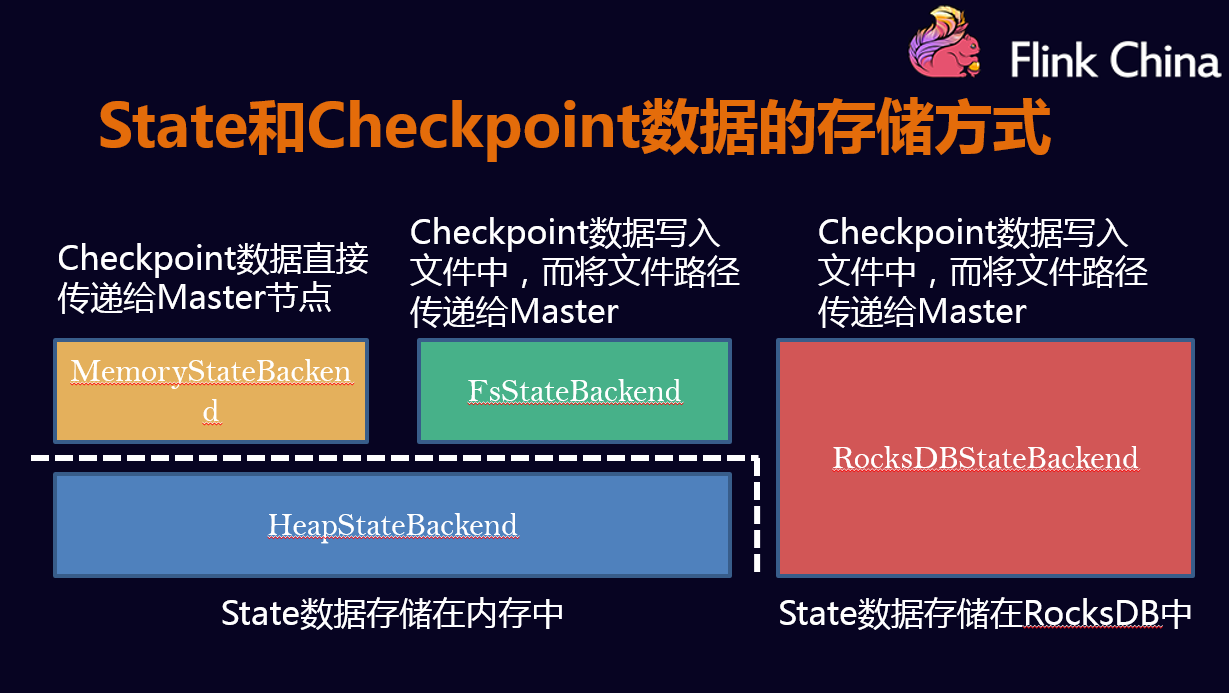 Flink China
State和Checkpoint数据的存储方式
Checkpoint数据直接
传递给Master节点
Checkpoint数据写入
文件中，而将文件路径
传递给Master
Checkpoint数据写入
文件中，而将文件路径
传递给Master
MemoryStateBacken
d
FsStateBackend
RocksDBStateBackend
HeapStateBackend
State数据存储在内存中
State数据存储在RocksDB中